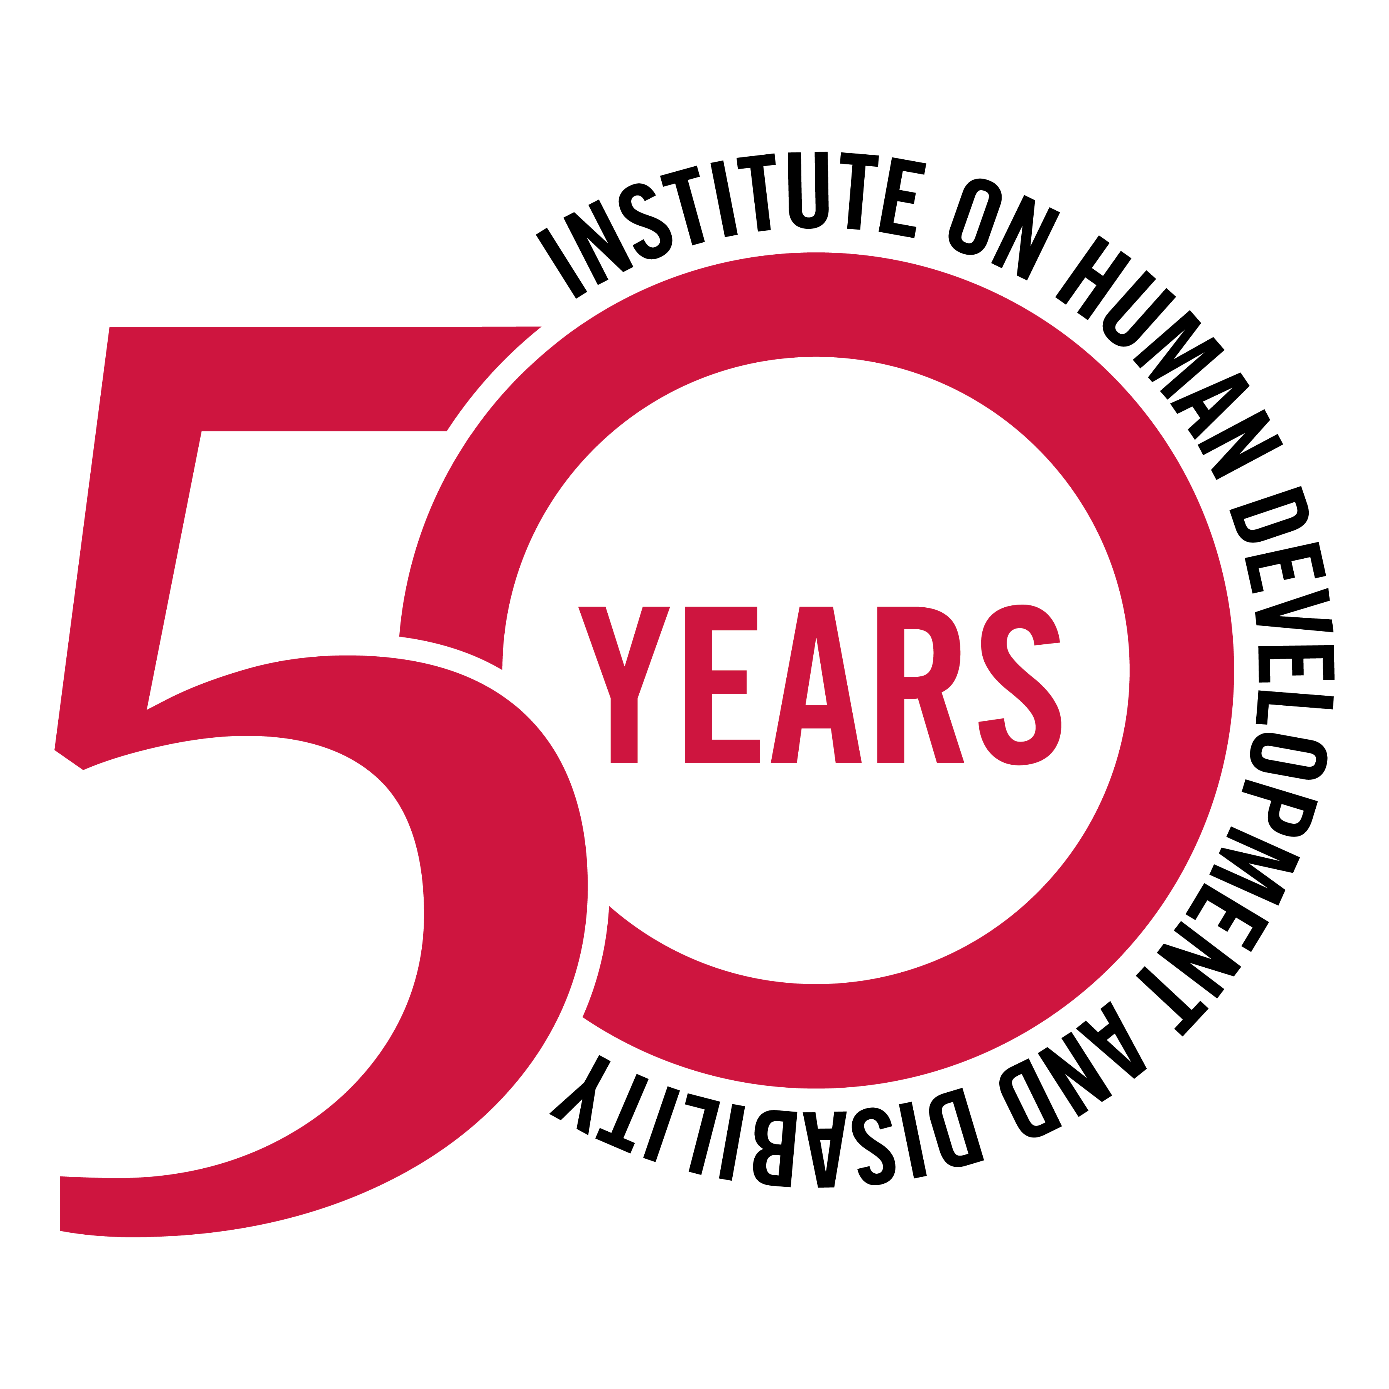 50
YEARS
INSTITUTE ON HUMAN DEVELOPMENT AND DISABILITY